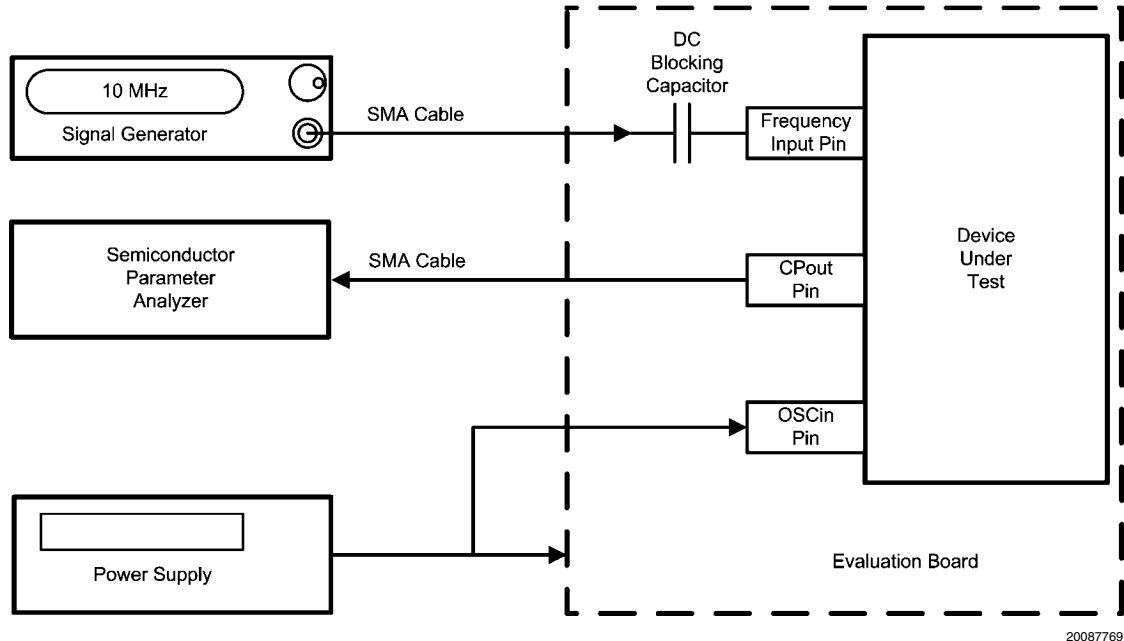 10 MHz
Signal Generator
SMA Cable
DC
Blocking
Capacitor
Frequency
Input Pin
Semiconductor
Parameter
Analyzer
SMA Cable
CPout
Pin
Device
Under
Test
OSCin
Pin
Power Supply
Evaluation Board
20087769